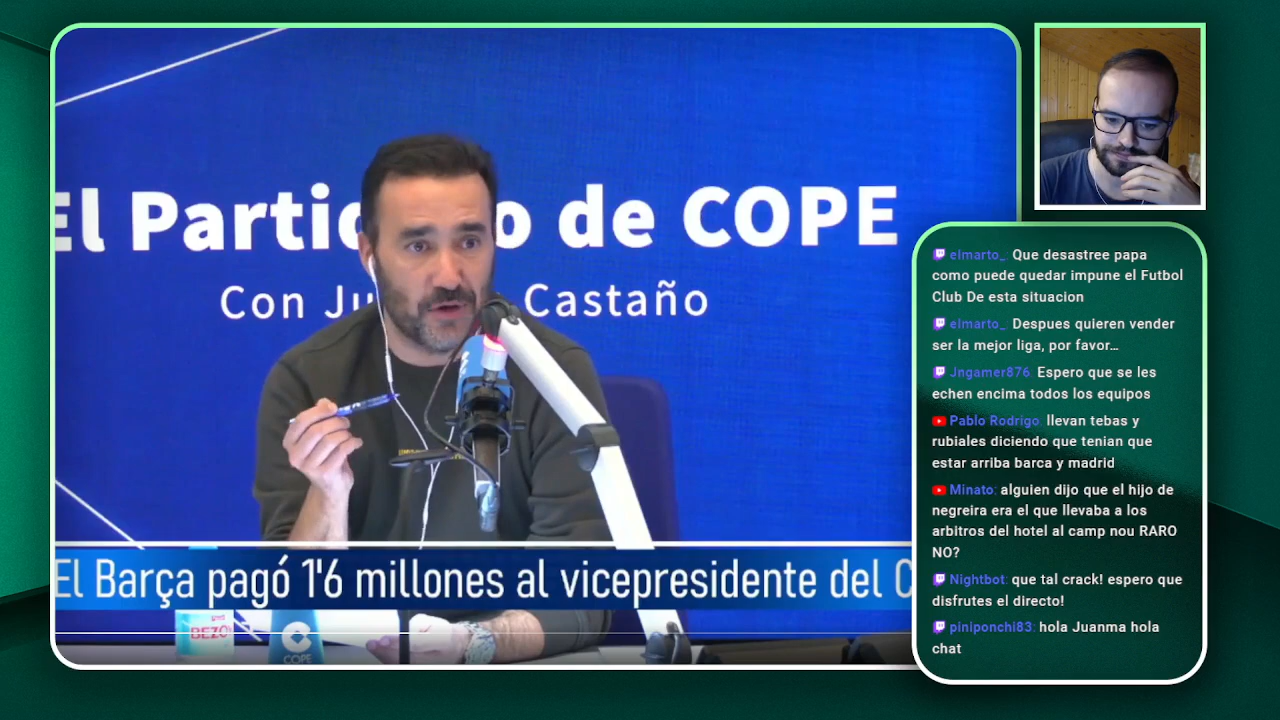 El Partic o de COPE
Con Ju Castaño
El Barça pagó 1'6 millones al vicepresidente del C
BEZO
COPE
elmarto_: Que desastree papa
como puede quedar impune el Futbol
Club De esta situacion
elmarto_: Despues quieren vender
ser la mejor liga, por favor…
Jngamer876: Espero que se les
echen encima todos los equipos
Pablo Rodrigo: llevan tebas y
rubiales diciendo que tenian que
estar arriba barca y madrid
Minato: alguien dijo que el hijo de
negreira era el que llevaba a los
arbitros del hotel al camp nou RARO
NO?
Nightbot: que tal crack! espero que
disfrutes el directo!
piniponchi83: hola Juanma hola
chat